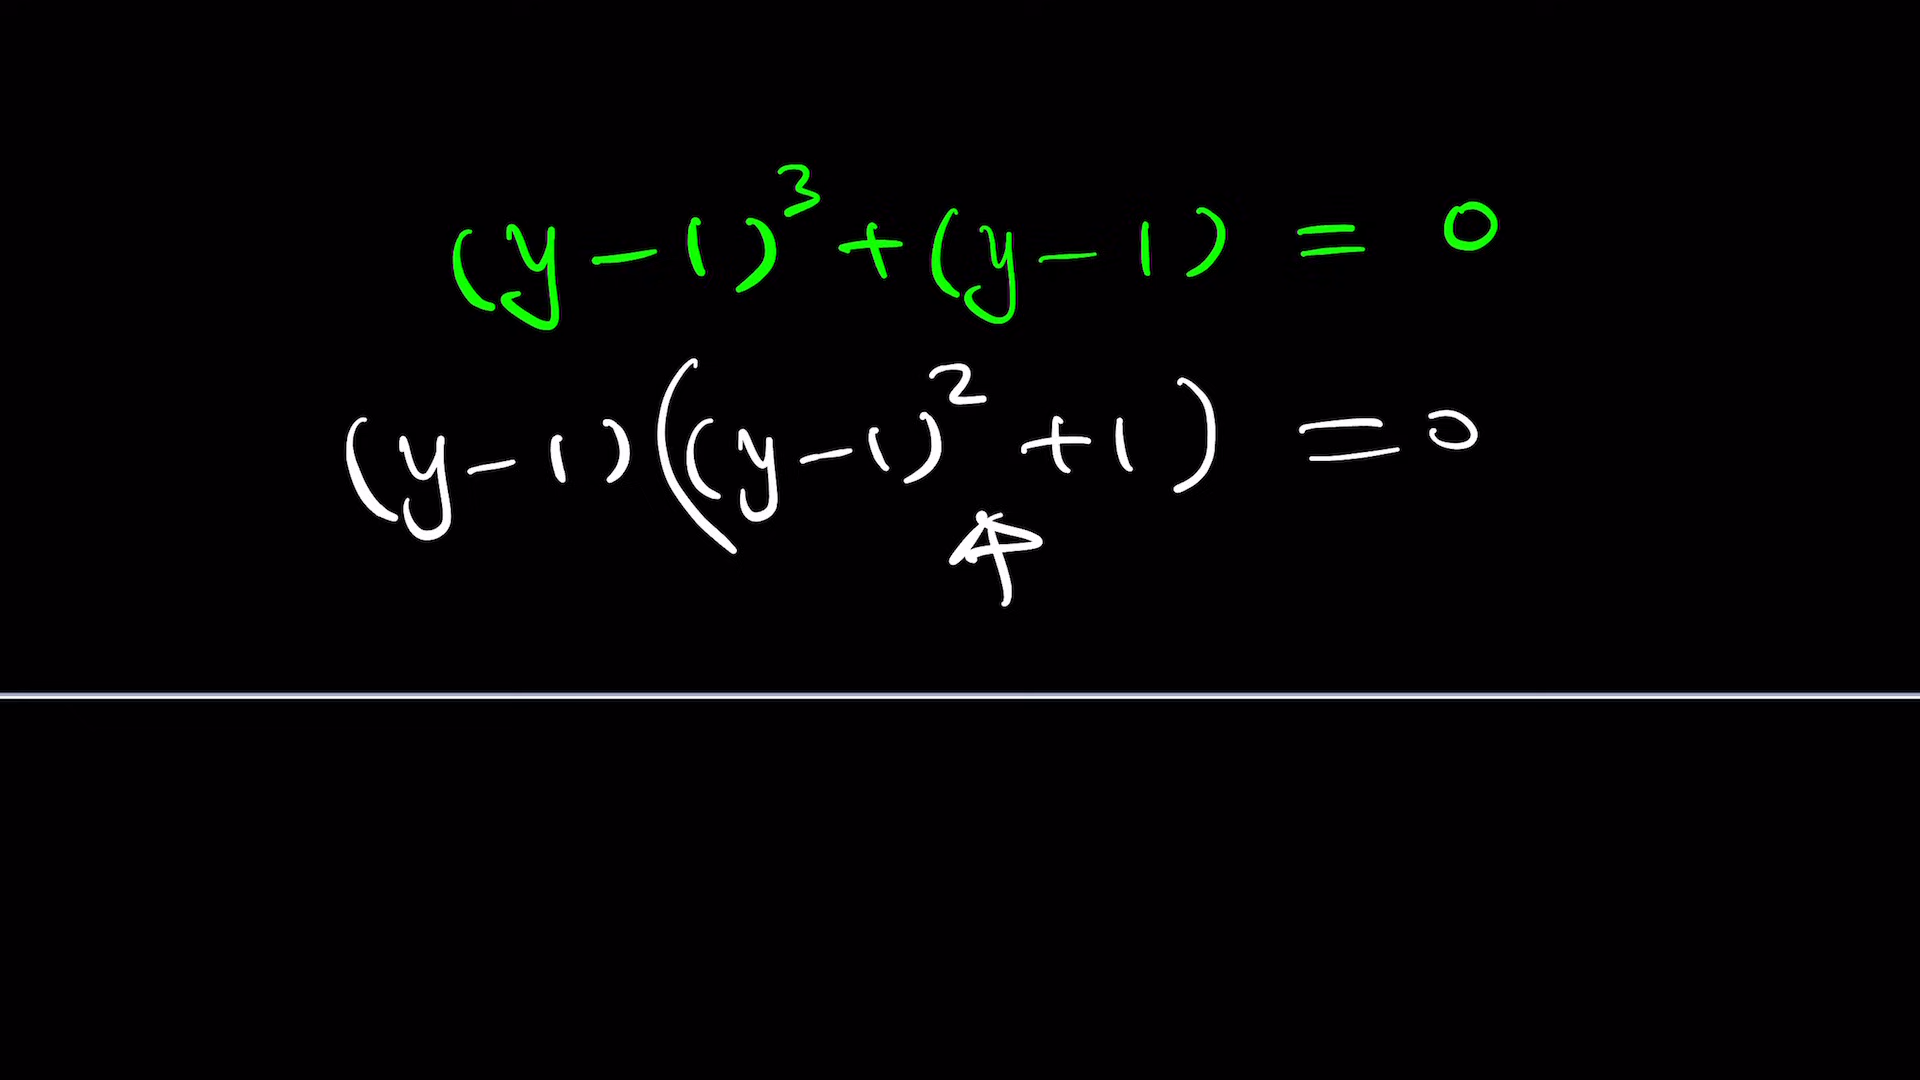 (y-1)³+(y-1) = 0
(y-1)((y-1)²+1) = 0